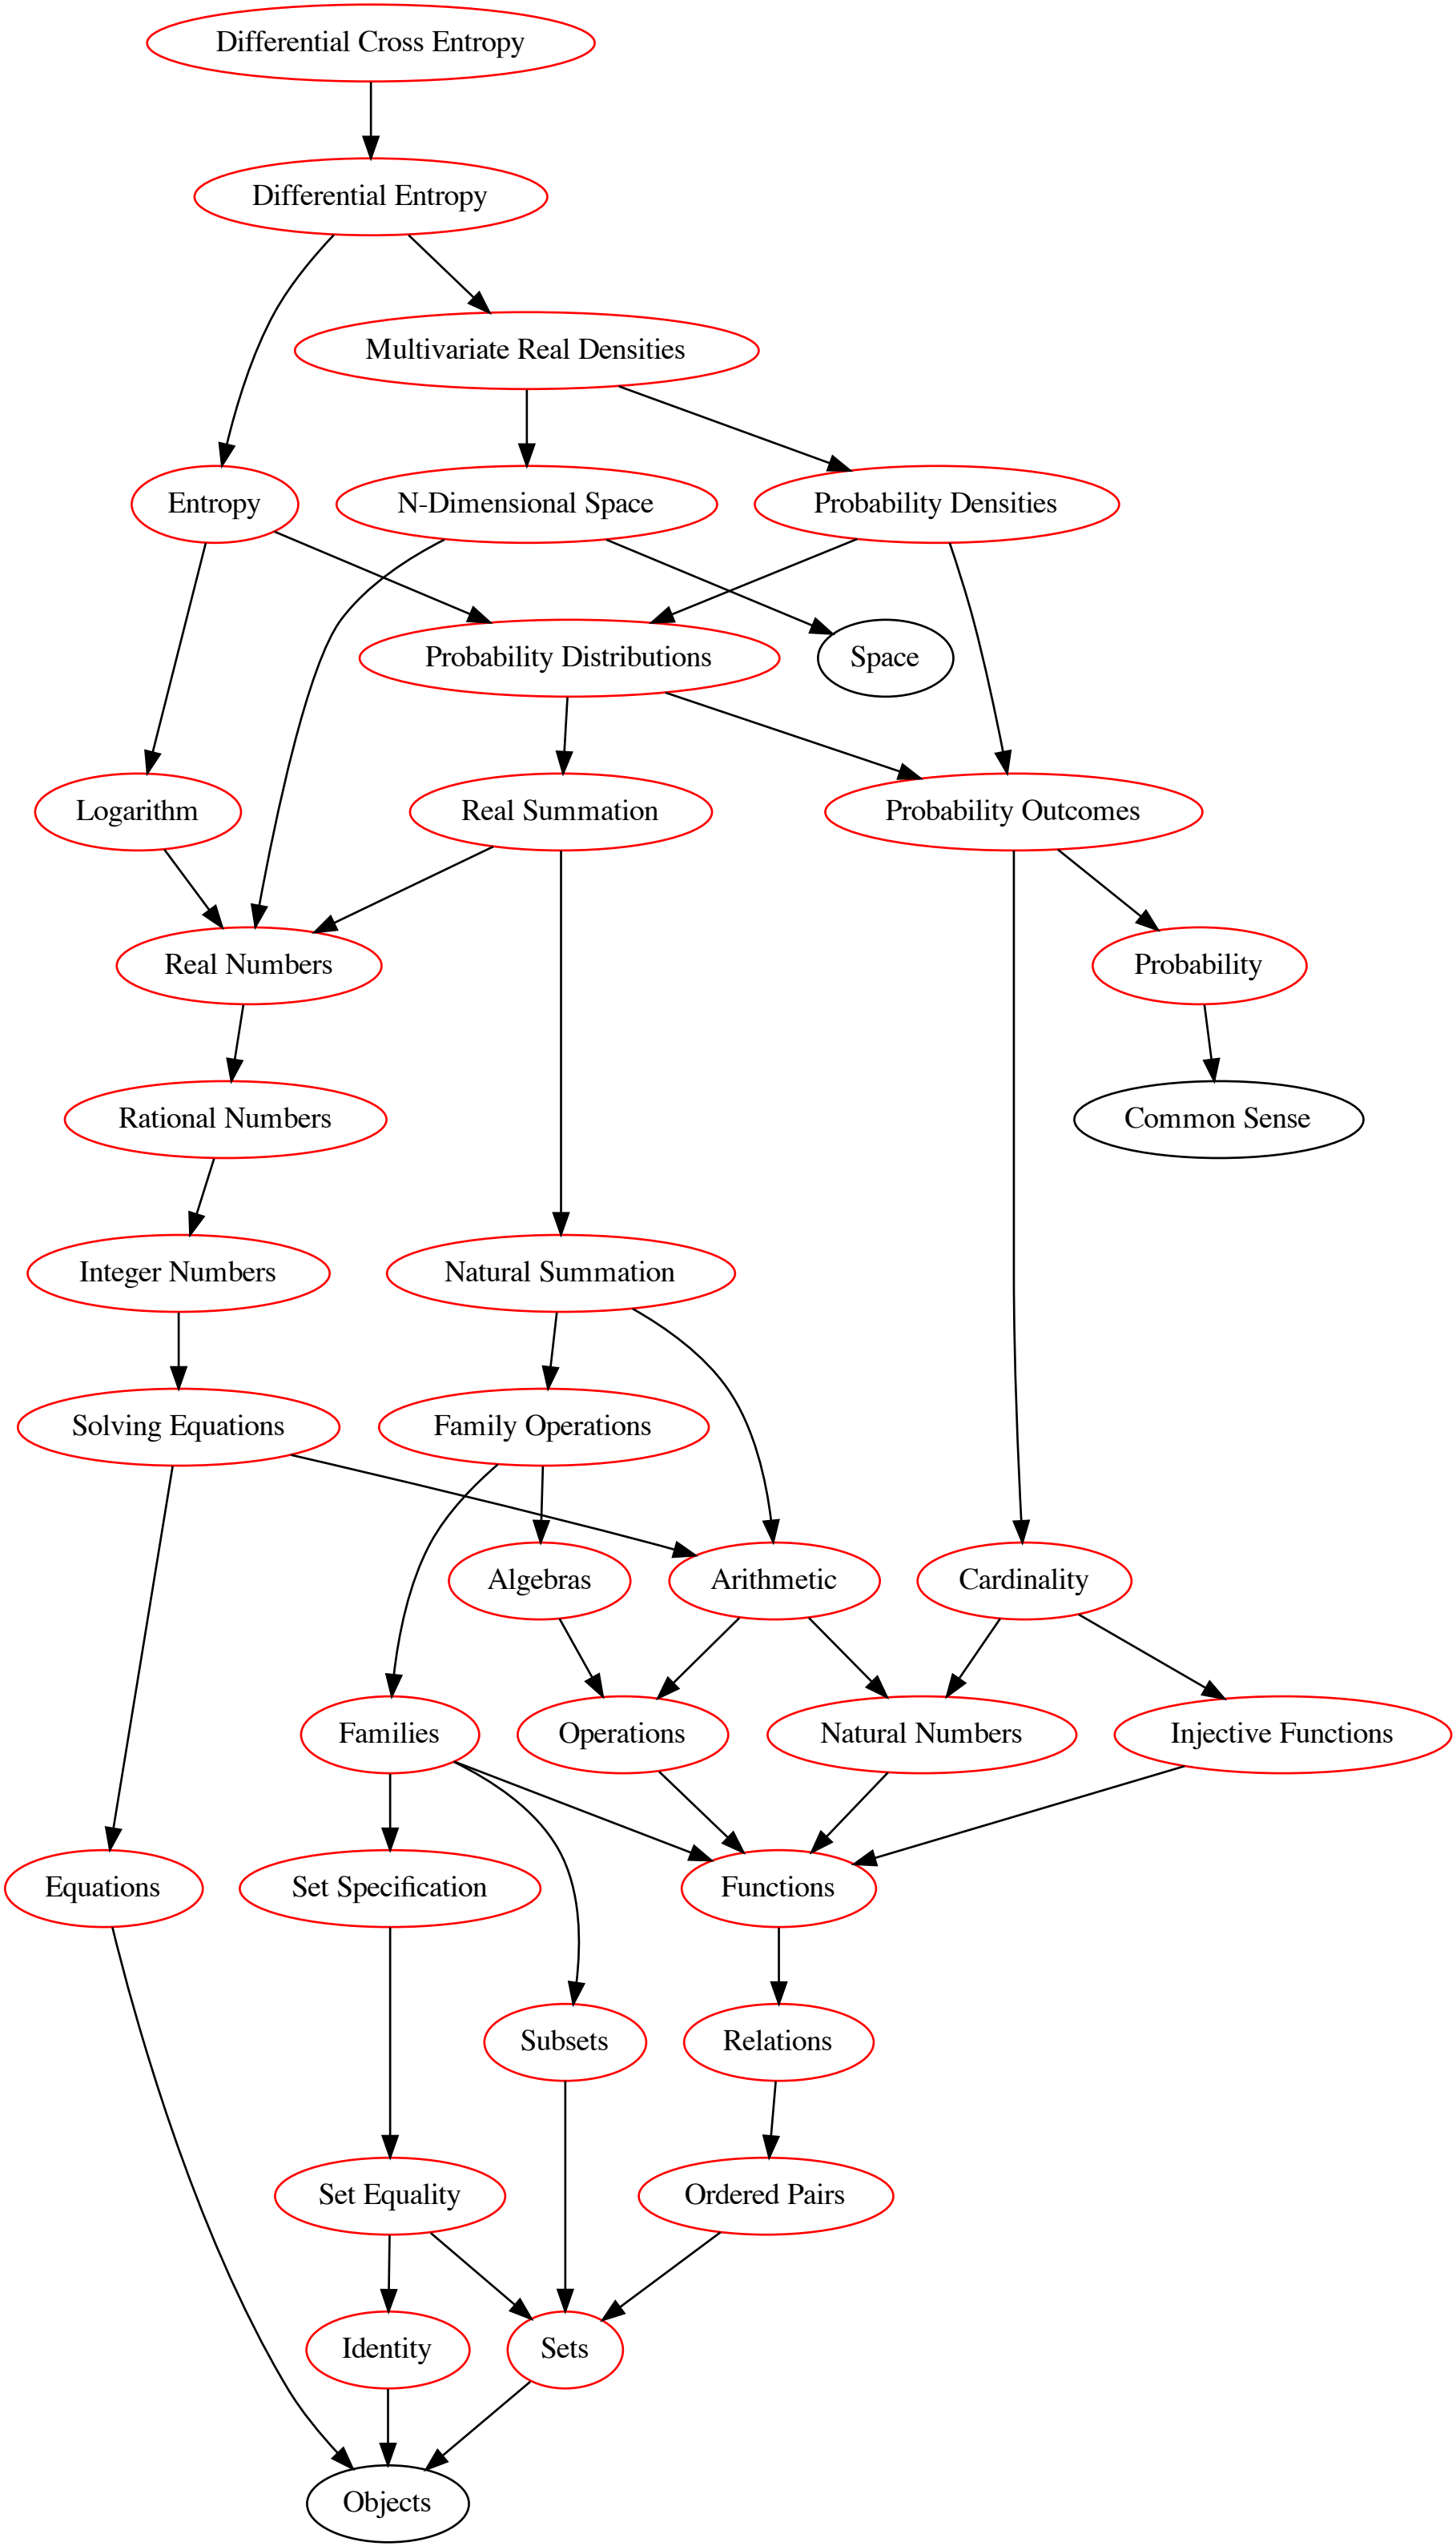 Differential Cross Entropy
Differential Entropy
Multivariate Real Densities
Entropy
N-Dimensional Space
Probability Densities
Probability Distributions
Space
Logarithm
Real Summation
Probability Outcomes
Real Numbers
Probability
Rational Numbers
Common Sense
Integer Numbers
Natural Summation
Solving Equations
Family Operations
Algebras
Arithmetic
Cardinality
Families
Operations
Natural Numbers
Injective Functions
Equations
Set Specification
Functions
Subsets
Relations
Set Equality
Ordered Pairs
Identity
Sets
Objects